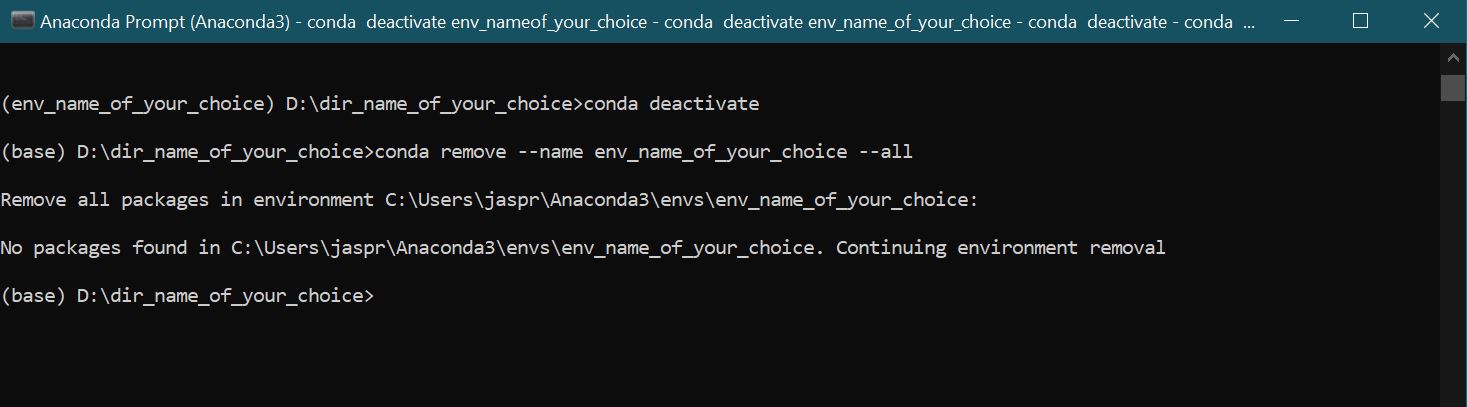 Anaconda Prompt (Anaconda3) - conda  deactivate env_nameof_your_choice - conda  deactivate env_name_of_your_choice - conda  deactivate - conda  ...
(env_name_of_your_choice) D:\dir_name_of_your_choice>conda deactivate
(base) D:\dir_name_of_your_choice>conda remove --name env_name_of_your_choice --all
Remove all packages in environment C:\Users\jaspr\Anaconda3\envs\env_name_of_your_choice:
No packages found in C:\Users\jaspr\Anaconda3\envs\env_name_of_your_choice. Continuing environment removal
(base) D:\dir_name_of_your_choice>